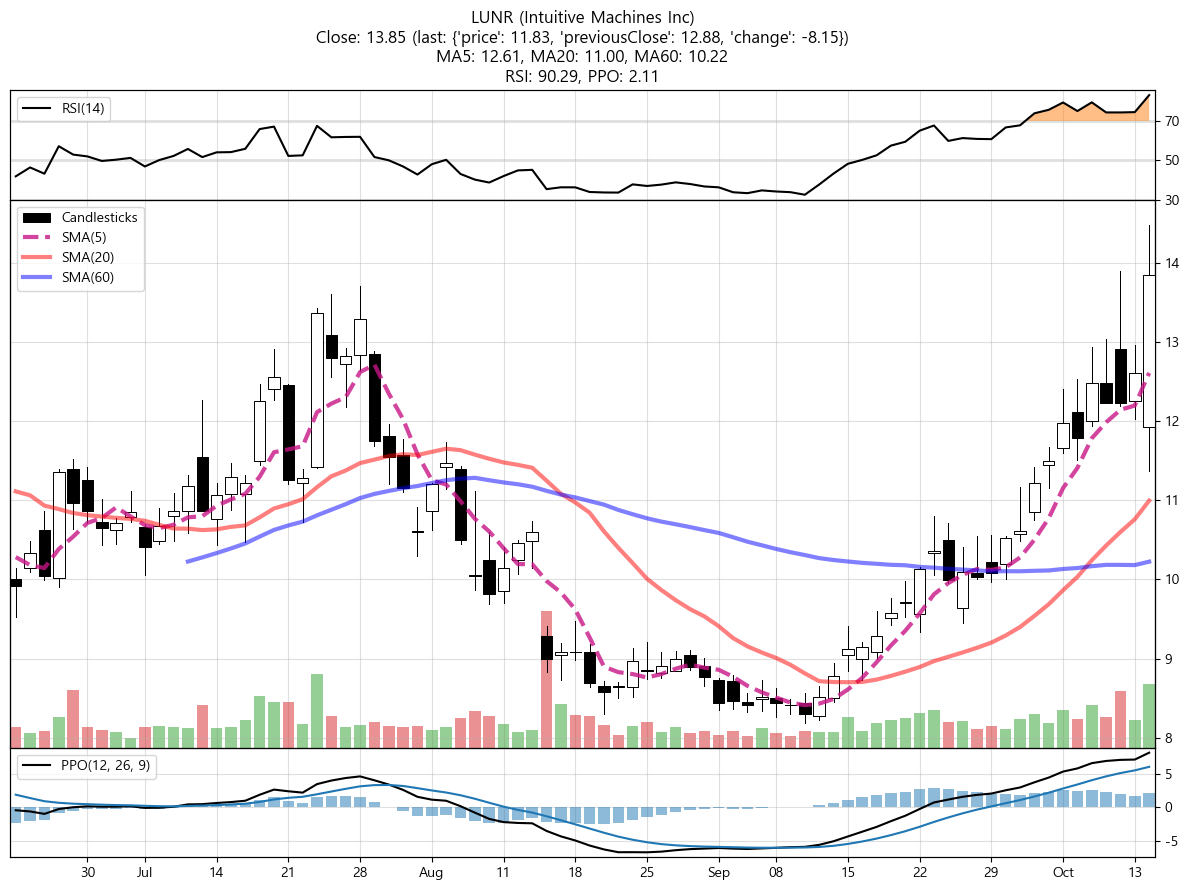 LUNR (Intuitive Machines Inc)
Close: 13.85 (last: {'price': 11.83, 'previousClose': 12.88, 'change': -8.15})
MA5: 12.61, MA20: 11.00, MA60: 10.22
RSI: 90.29, PPO: 2.11
RSI(14)
70
50
30
Candlesticks
SMA(5)
SMA(20)
SMA(60)
14
13
12
11
10
9
8
PPO(12, 26, 9)
5
0
-5
30 Jul 14 21 28 Aug 11 18 25 Sep 08 15 22 29 Oct 13